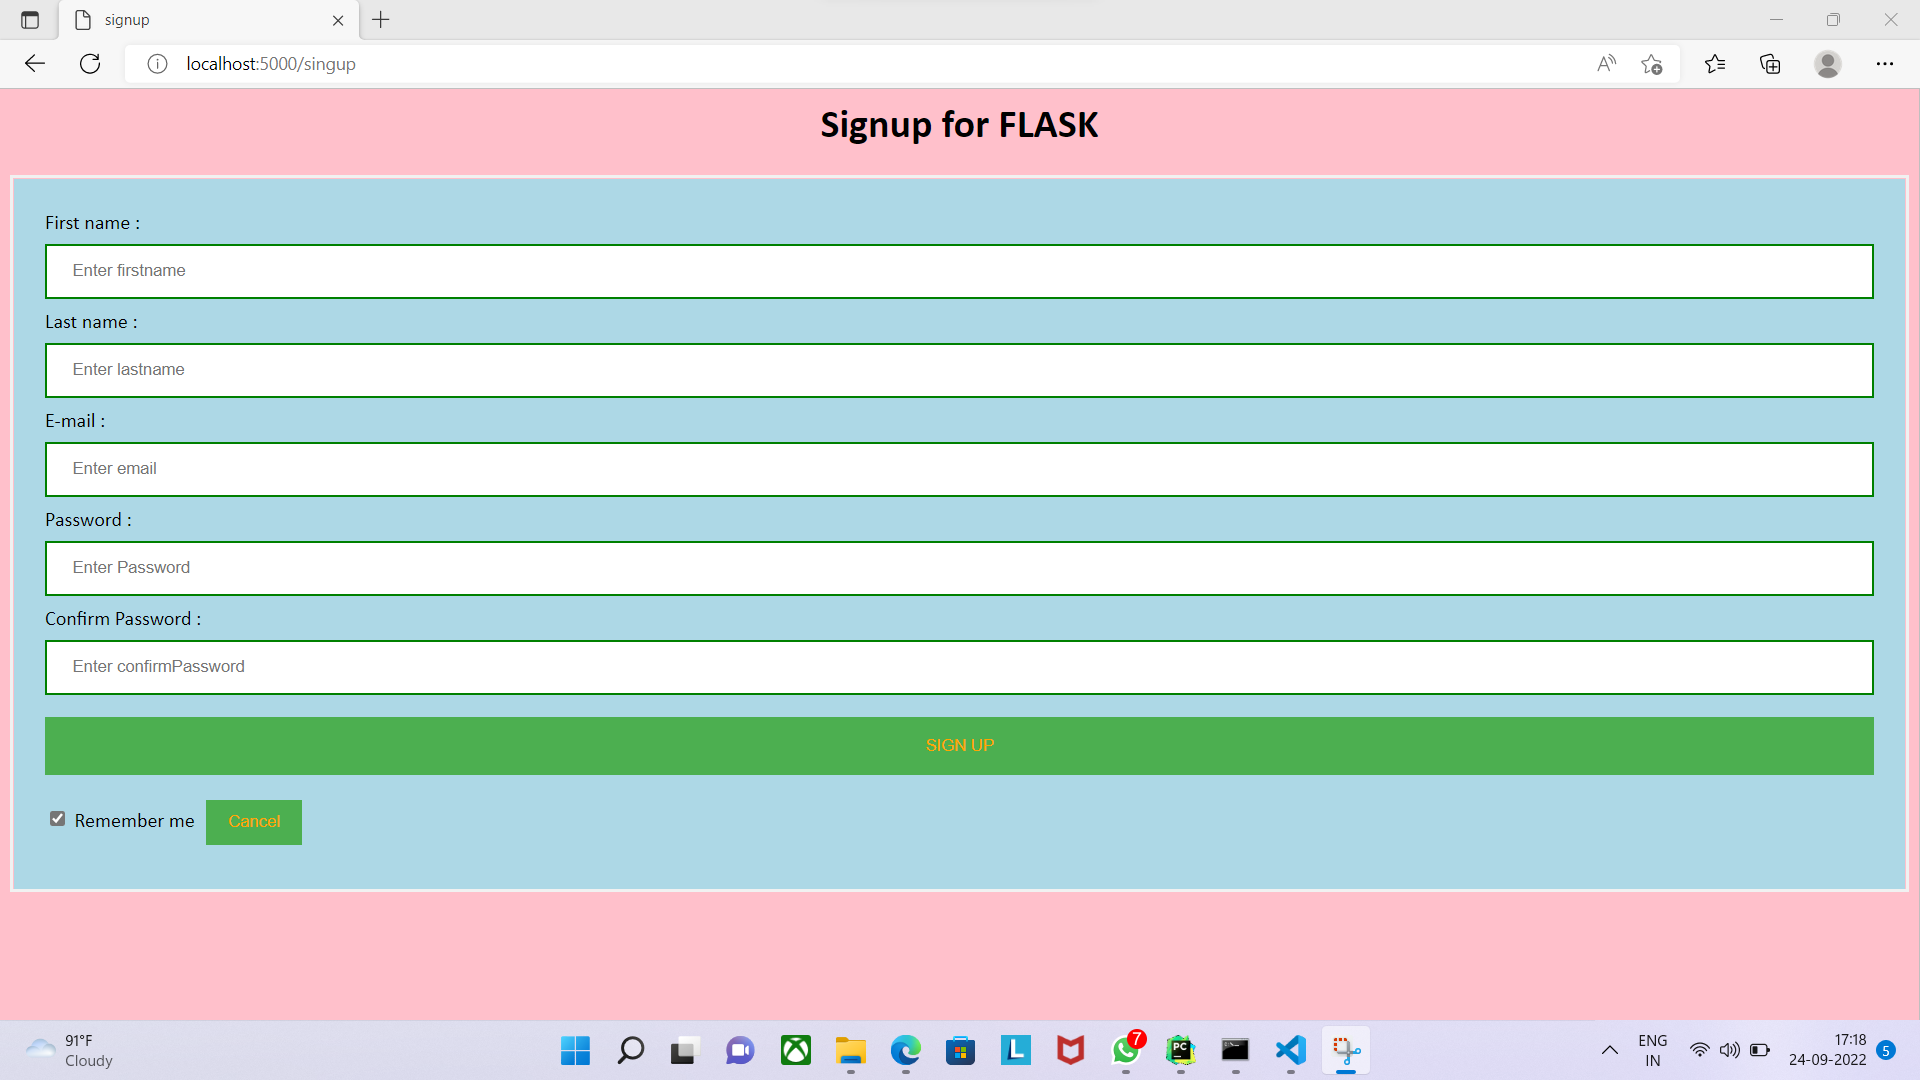 signup
localhost:5000/singup
Signup for FLASK
First name :
Enter firstname
Last name :
Enter lastname
E-mail :
Enter email
Password :
Enter Password
Confirm Password :
Enter confirmPassword
SIGN UP
Remember me
Cancel
91°F
Cloudy
L
7
PC
ENG
IN
17:18
24-09-2022
5